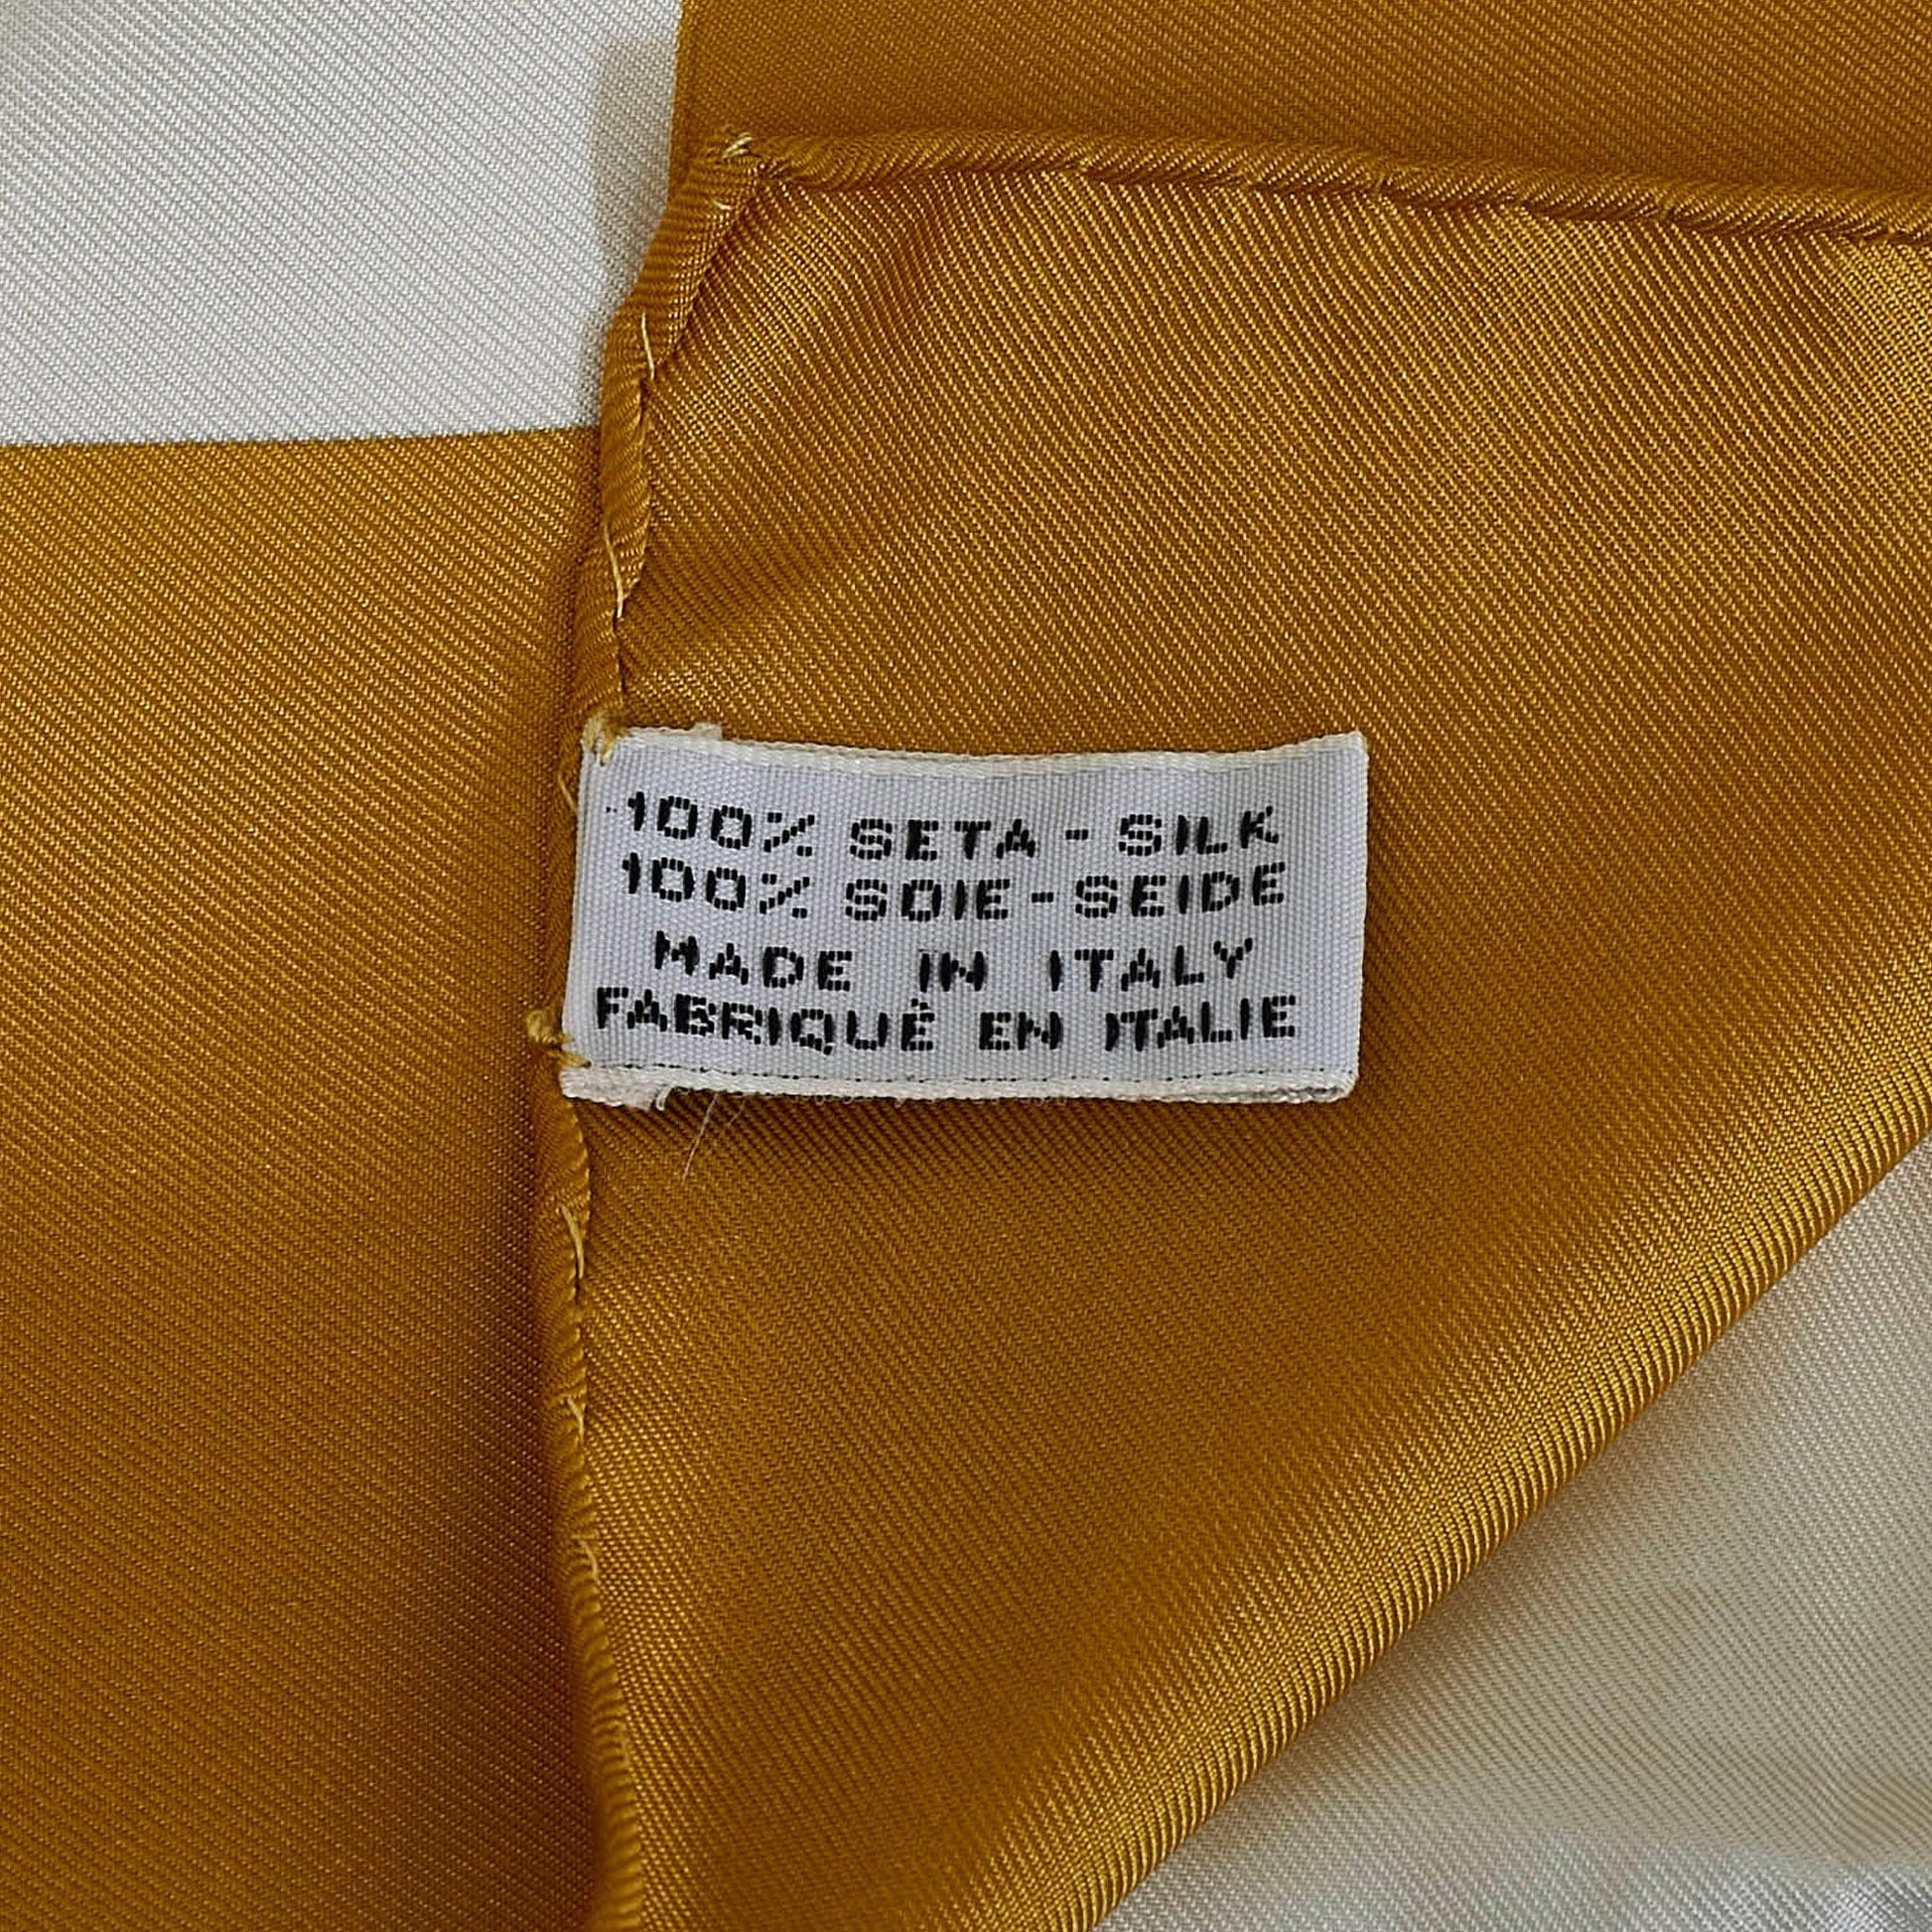 100% SETA - SILK
100% SOIE - SEIDE
MADE IN ITALY
FABRIQUÈ EN ITALIE